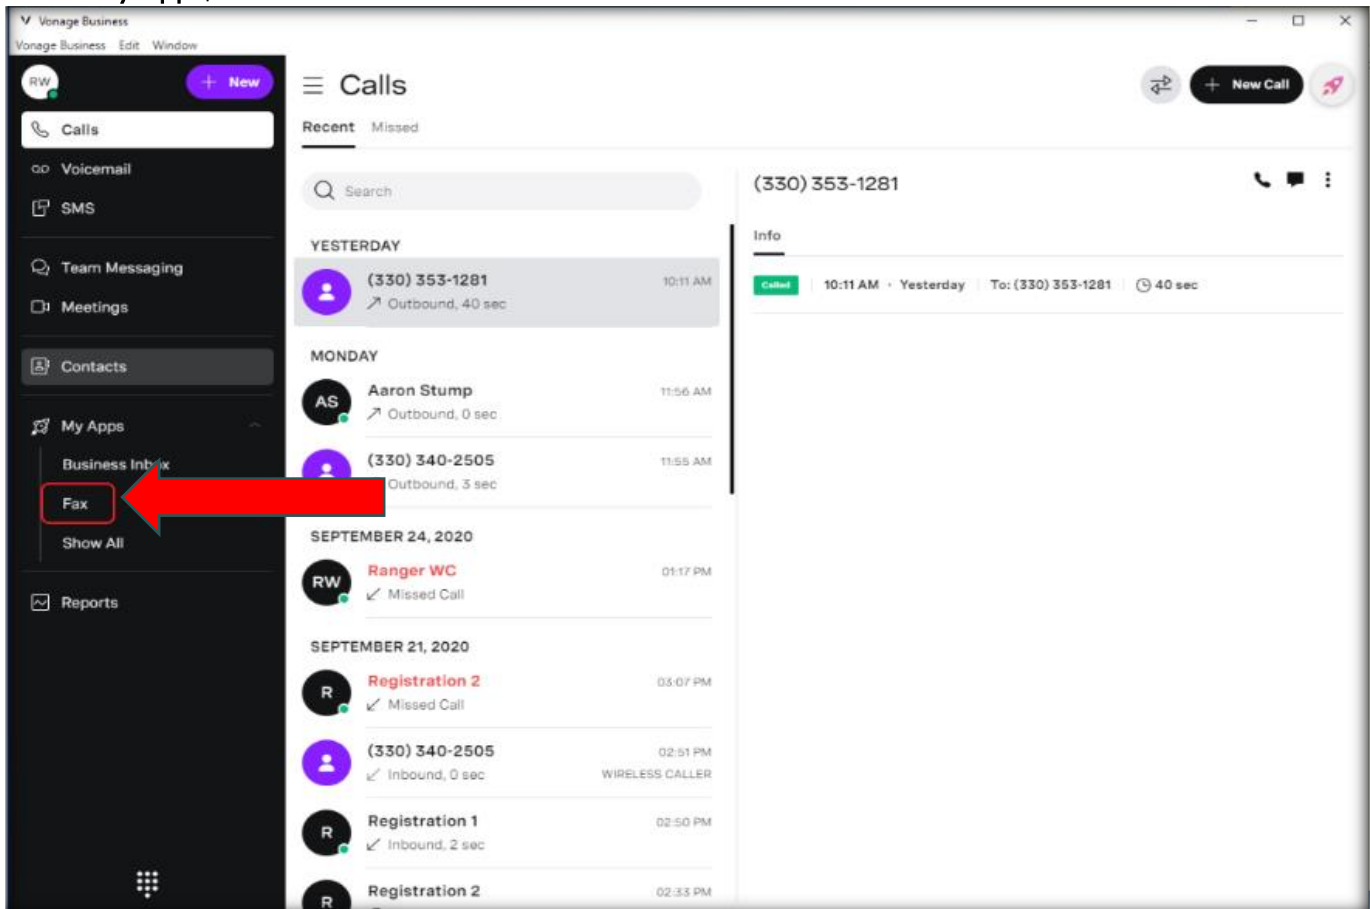 Vonage Business
Vonage Business Edit Window
RW
+ New
Calls
Voicemail
SMS
Team Messaging
Meetings
Contacts
My Apps
Business Inbox
Fax
Show All
Reports
Calls
+ New Call
Recent Missed
Search
YESTERDAY
(330) 353-1281 10:11 AM
Outbound, 40 sec
MONDAY
AS
Aaron Stump 11:56 AM
Outbound, 0 sec
(330) 340-2505 11:55 AM
Outbound, 3 sec
SEPTEMBER 24, 2020
RW
Ranger WC 01:17 PM
Missed Call
SEPTEMBER 21, 2020
R
Registration 2 03:07 PM
Missed Call
(330) 340-2505 02:51 PM
Inbound, 0 sec WIRELESS CALLER
R
Registration 1 02:50 PM
Inbound, 2 sec
R
Registration 2 02:33 PM
(330) 353-1281
Info
Called 10:11 AM · Yesterday To: (330) 353-1281 40 sec